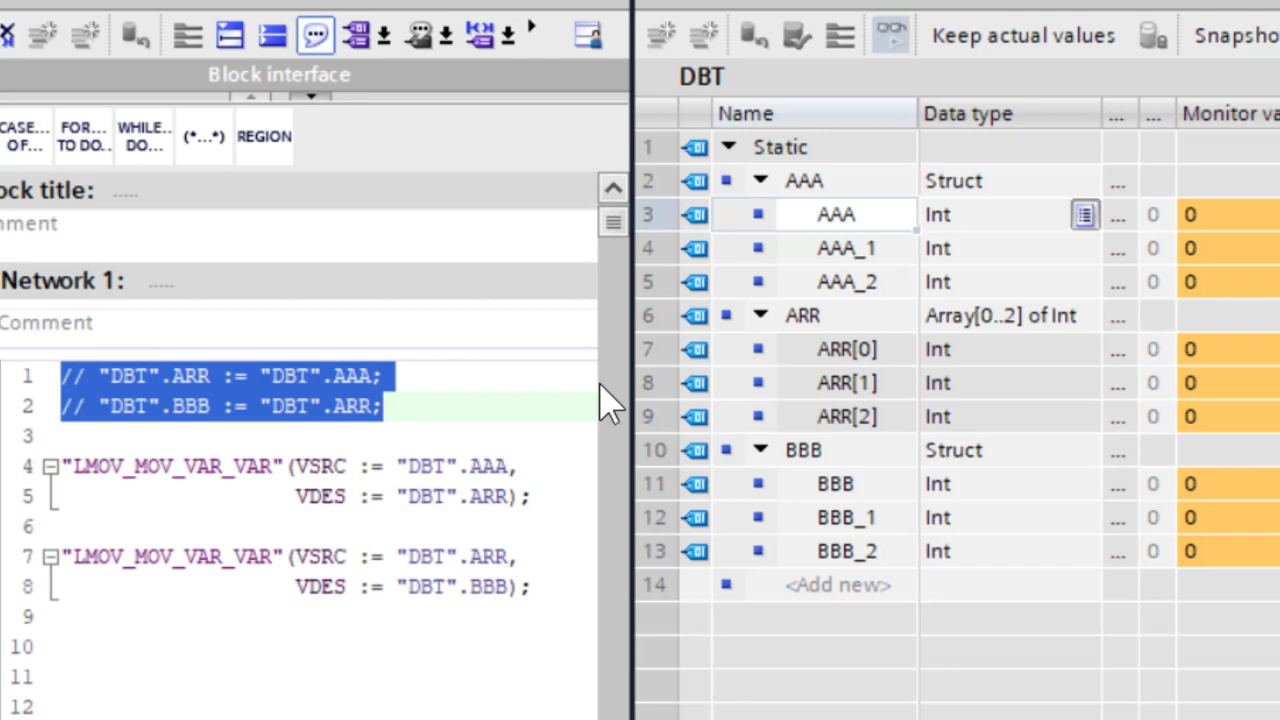 Block interface
CASE... OF...
FOR... TO DO...
WHILE... DO...
(*...*)
REGION
ock title: .....
mment
Network 1: .....
Comment
1 // "DBT".ARR := "DBT".AAA;
2 // "DBT".BBB := "DBT".ARR;
3
4 "LMOV_MOV_VAR_VAR"(VSRC := "DBT".AAA,
5 VDES := "DBT".ARR);
6
7 "LMOV_MOV_VAR_VAR"(VSRC := "DBT".ARR,
8 VDES := "DBT".BBB);
9
10
11
12
Keep actual values Snapsho
DBT
Name Data type ... ... Monitor va
1 Static
2 AAA Struct ...
3 AAA Int ... 0 0
4 AAA_1 Int ... 0 0
5 AAA_2 Int ... 0 0
6 ARR Array[0..2] of Int ...
7 ARR[0] Int ... 0 0
8 ARR[1] Int ... 0 0
9 ARR[2] Int ... 0 0
10 BBB Struct ...
11 BBB Int ... 0 0
12 BBB_1 Int ... 0 0
13 BBB_2 Int ... 0 0
14 <Add new>